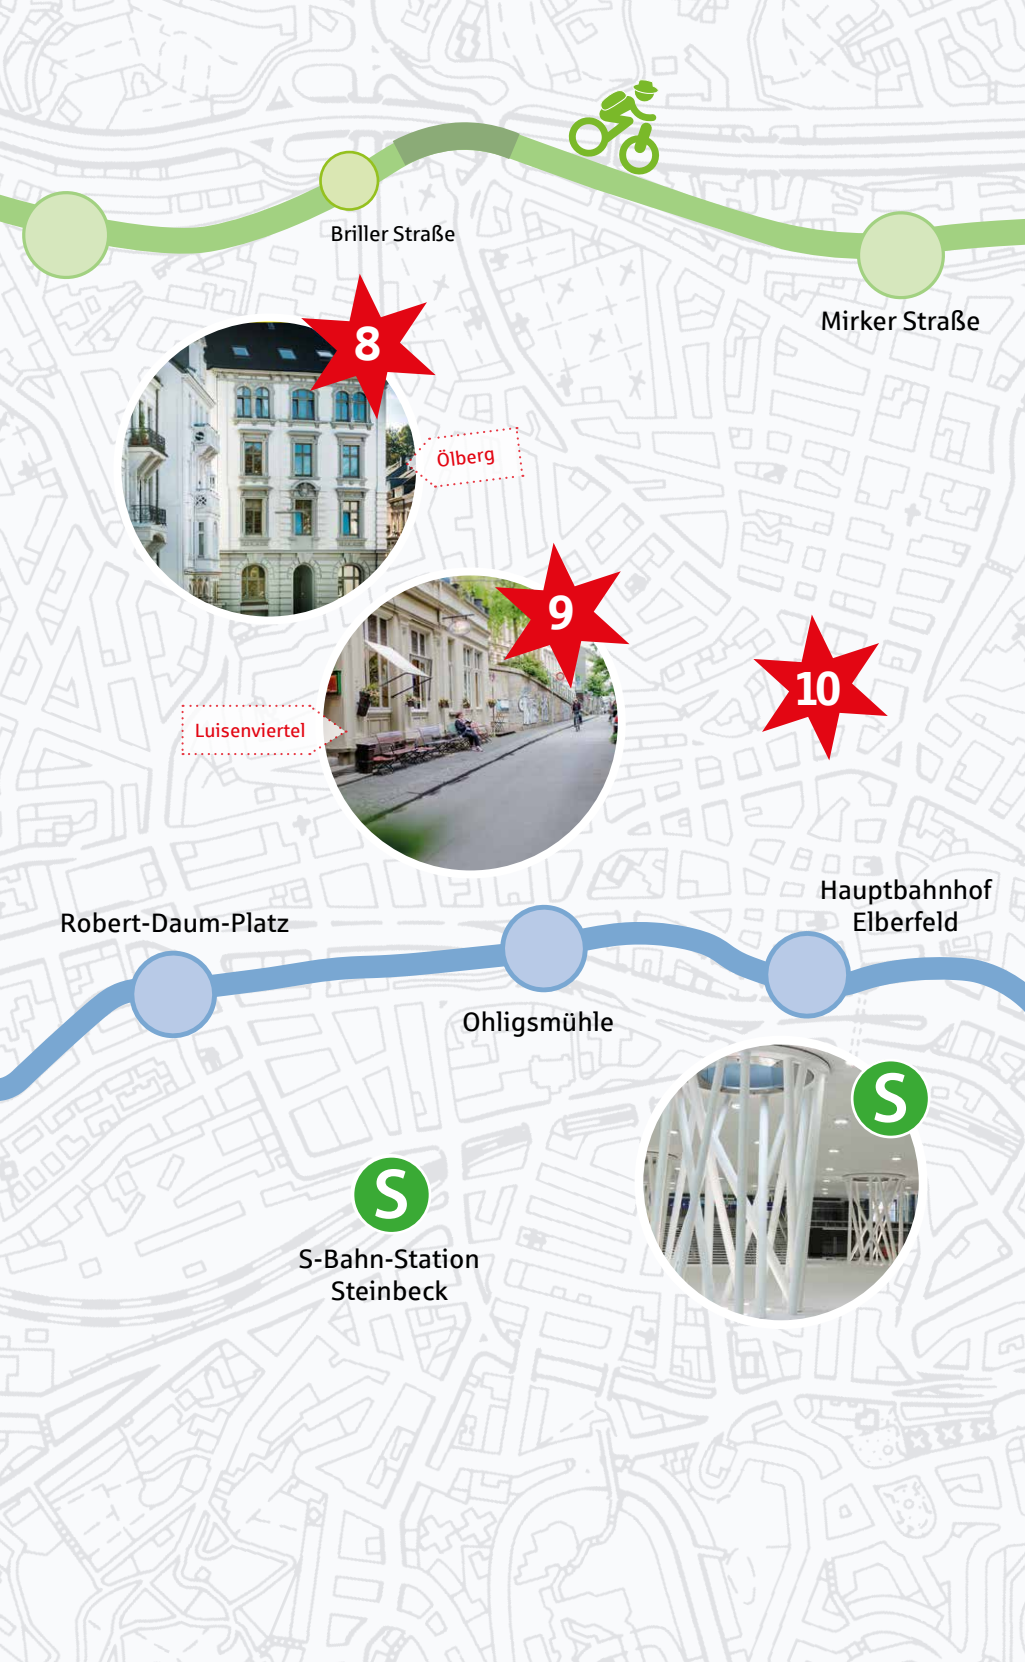 Briller Straße
Mirker Straße
8
Ölberg
9
10
Luisenviertel
Hauptbahnhof
Elberfeld
Robert-Daum-Platz
Ohligsmühle
S
S
S-Bahn-Station
Steinbeck